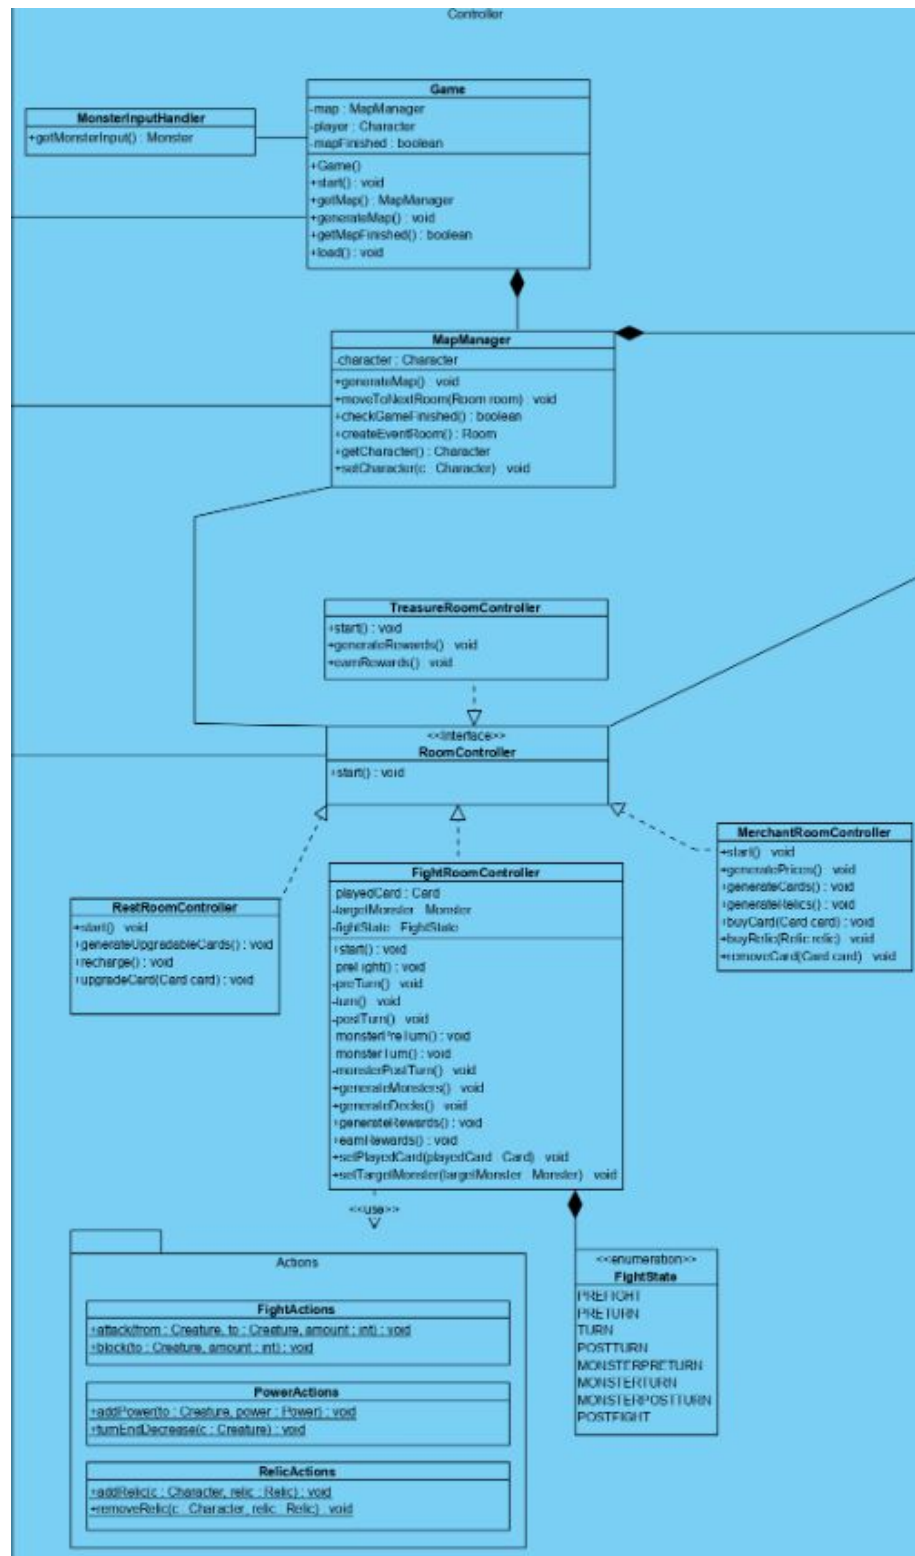 Controller
Game
-map : MapManager
-player : Character
-mapFinished : boolean
+Game()
+start() : void
+getMap() : MapManager
+generateMap() : void
+getMapFinished() : boolean
+load() : void
MonsterInputHandler
+getMonsterInput() : Monster
MapManager
-character : Character
+generateMap() void
+moveToNextRoom(Room room) void
+checkGameFinished() : boolean
+createEventRoom() : Room
+getCharacter() : Character
+setCharacter(c Character) void
TreasureRoomController
+start() : void
+generateRewards() void
+earnRewards() void
<<Interface>>
RoomController
+start() : void
MerchantRoomController
+start() void
+generatePrices() void
+generateCards() : void
+generateRelics() : void
+buyCard(Card card) : void
+buyRelic(Relic relic) void
+removeCard(Card card) void
RestRoomController
+start() void
+generateUpgradableCards() : void
+recharge() : void
+upgradeCard(Card card) : void
FightRoomController
playedCard : Card
-targetMonster Monster
-fightState FightState
+start() : void
preFight() : void
-preTurn() : void
-turn() void
-postTurn() void
monsterPreTurn() : void
monsterTurn() : void
-monsterPostTurn() void
+generateMonsters() void
+generateDecks() void
+generateRewards() : void
+earnRewards() : void
+setPlayedCard(playedCard Card) void
+setTargetMonster(targetMonster Monster) void
<<use>>
Actions
FightActions
+attack(from : Creature, to : Creature, amount : int) : void
+block(to : Creature, amount : int) : void
PowerActions
+addPower(to : Creature, power : Power) : void
+turnEndDecrease(c : Creature) : void
RelicActions
+addRelic(c : Character, relic : Relic) : void
+removeRelic(c Character, relic Relic) void
<<enumeration>>
FightState
PREFIGHT
PRETURN
TURN
POSTTURN
MONSTERPRETURN
MONSTERTURN
MONSTERPOSTTURN
POSTFIGHT